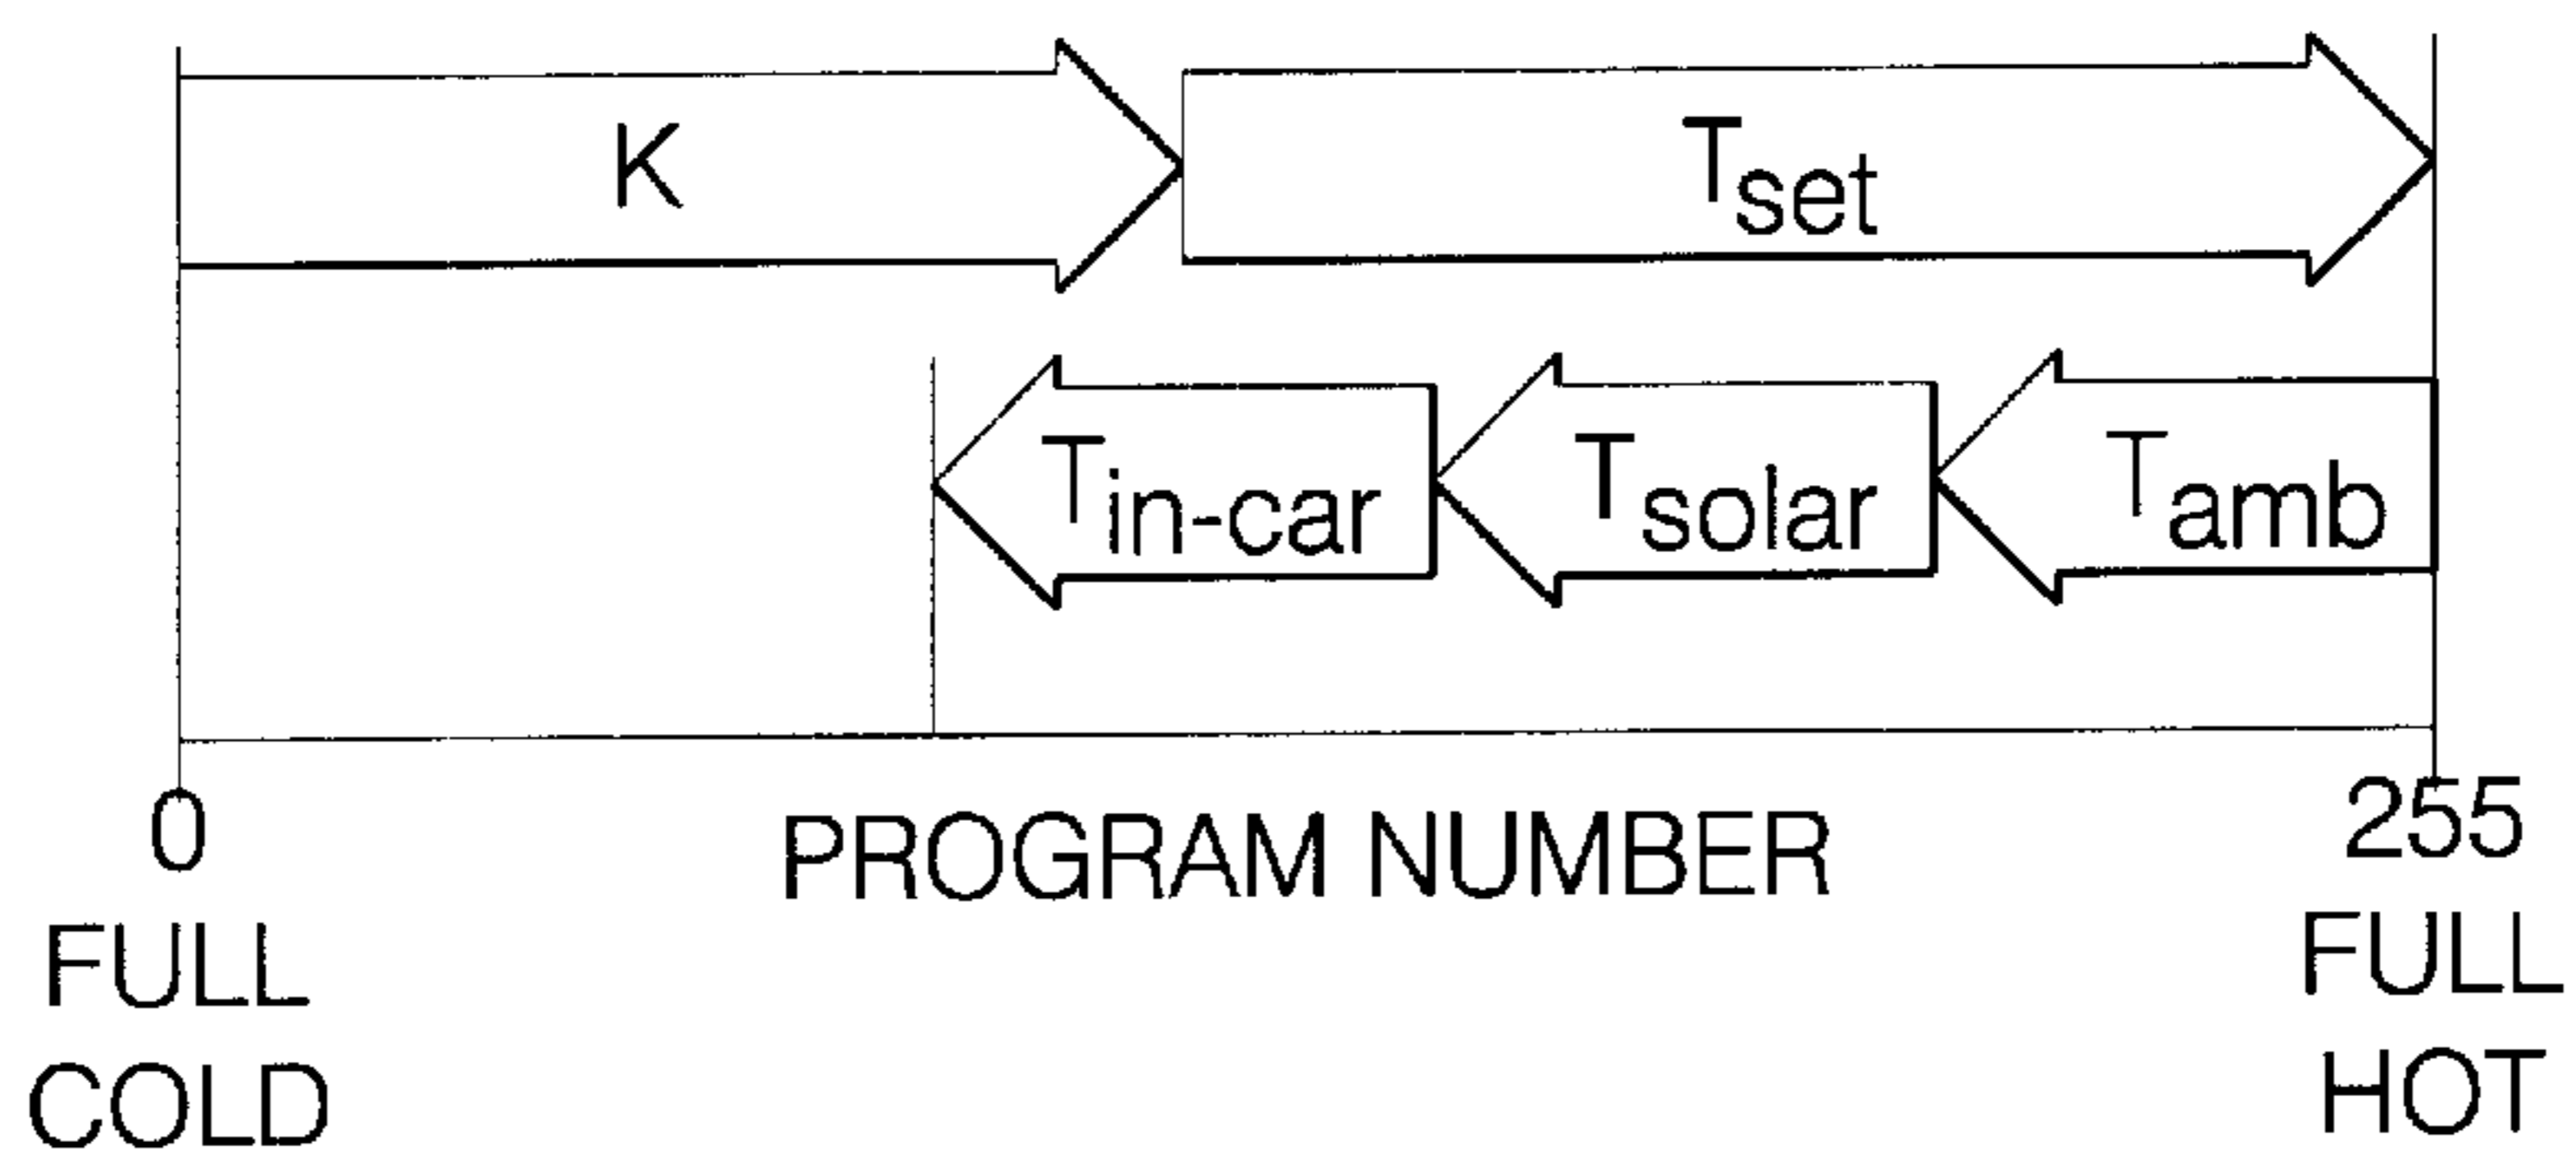 K
Tset
Tin-car
Tsolar
Tamb
0
PROGRAM NUMBER
255
FULL
COLD
FULL
HOT